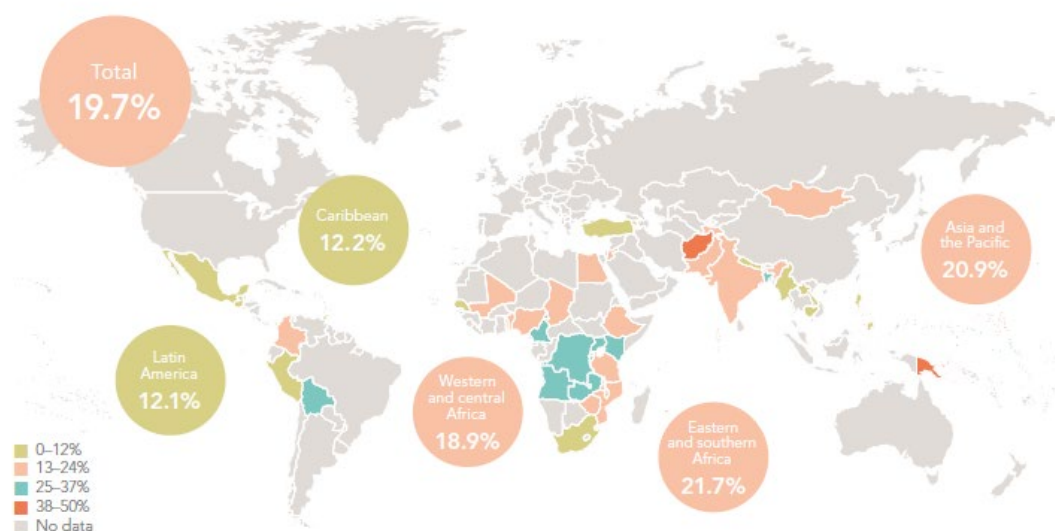 Total
19.7%
Caribbean
12.2%
Asia and
the Pacific
20.9%
Latin
America
12.1%
Western
and central
Africa
18.9%
Eastern
and southern
Africa
21.7%
0–12%
13–24%
25–37%
38–50%
No data